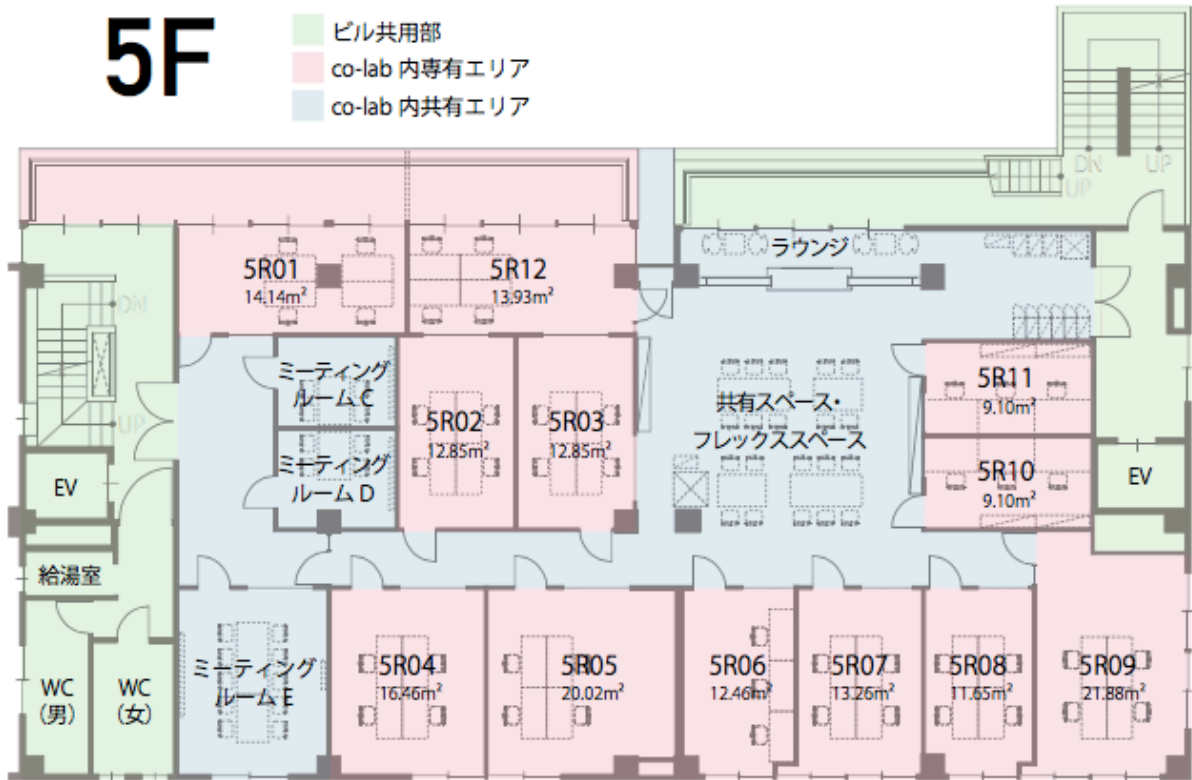 5F
ビル共用部
co-lab 内専有エリア
co-lab 内共有エリア
DN
UP
UP
ラウンジ
5R01
14.14m²
5R12
13.93m²
DN
ミーティング
ルーム C
5R02
12.85m²
5R03
12.85m²
共有スペース・
フレックススペース
5R11
9.10m²
UP
ミーティング
ルーム D
5R10
9.10m²
EV
EV
給湯室
ミーティング
ルーム E
5R04
16.46m²
5R05
20.02m²
5R06
12.46m²
5R07
13.26m²
5R08
11.65m²
5R09
21.88m²
WC
(男)
WC
(女)